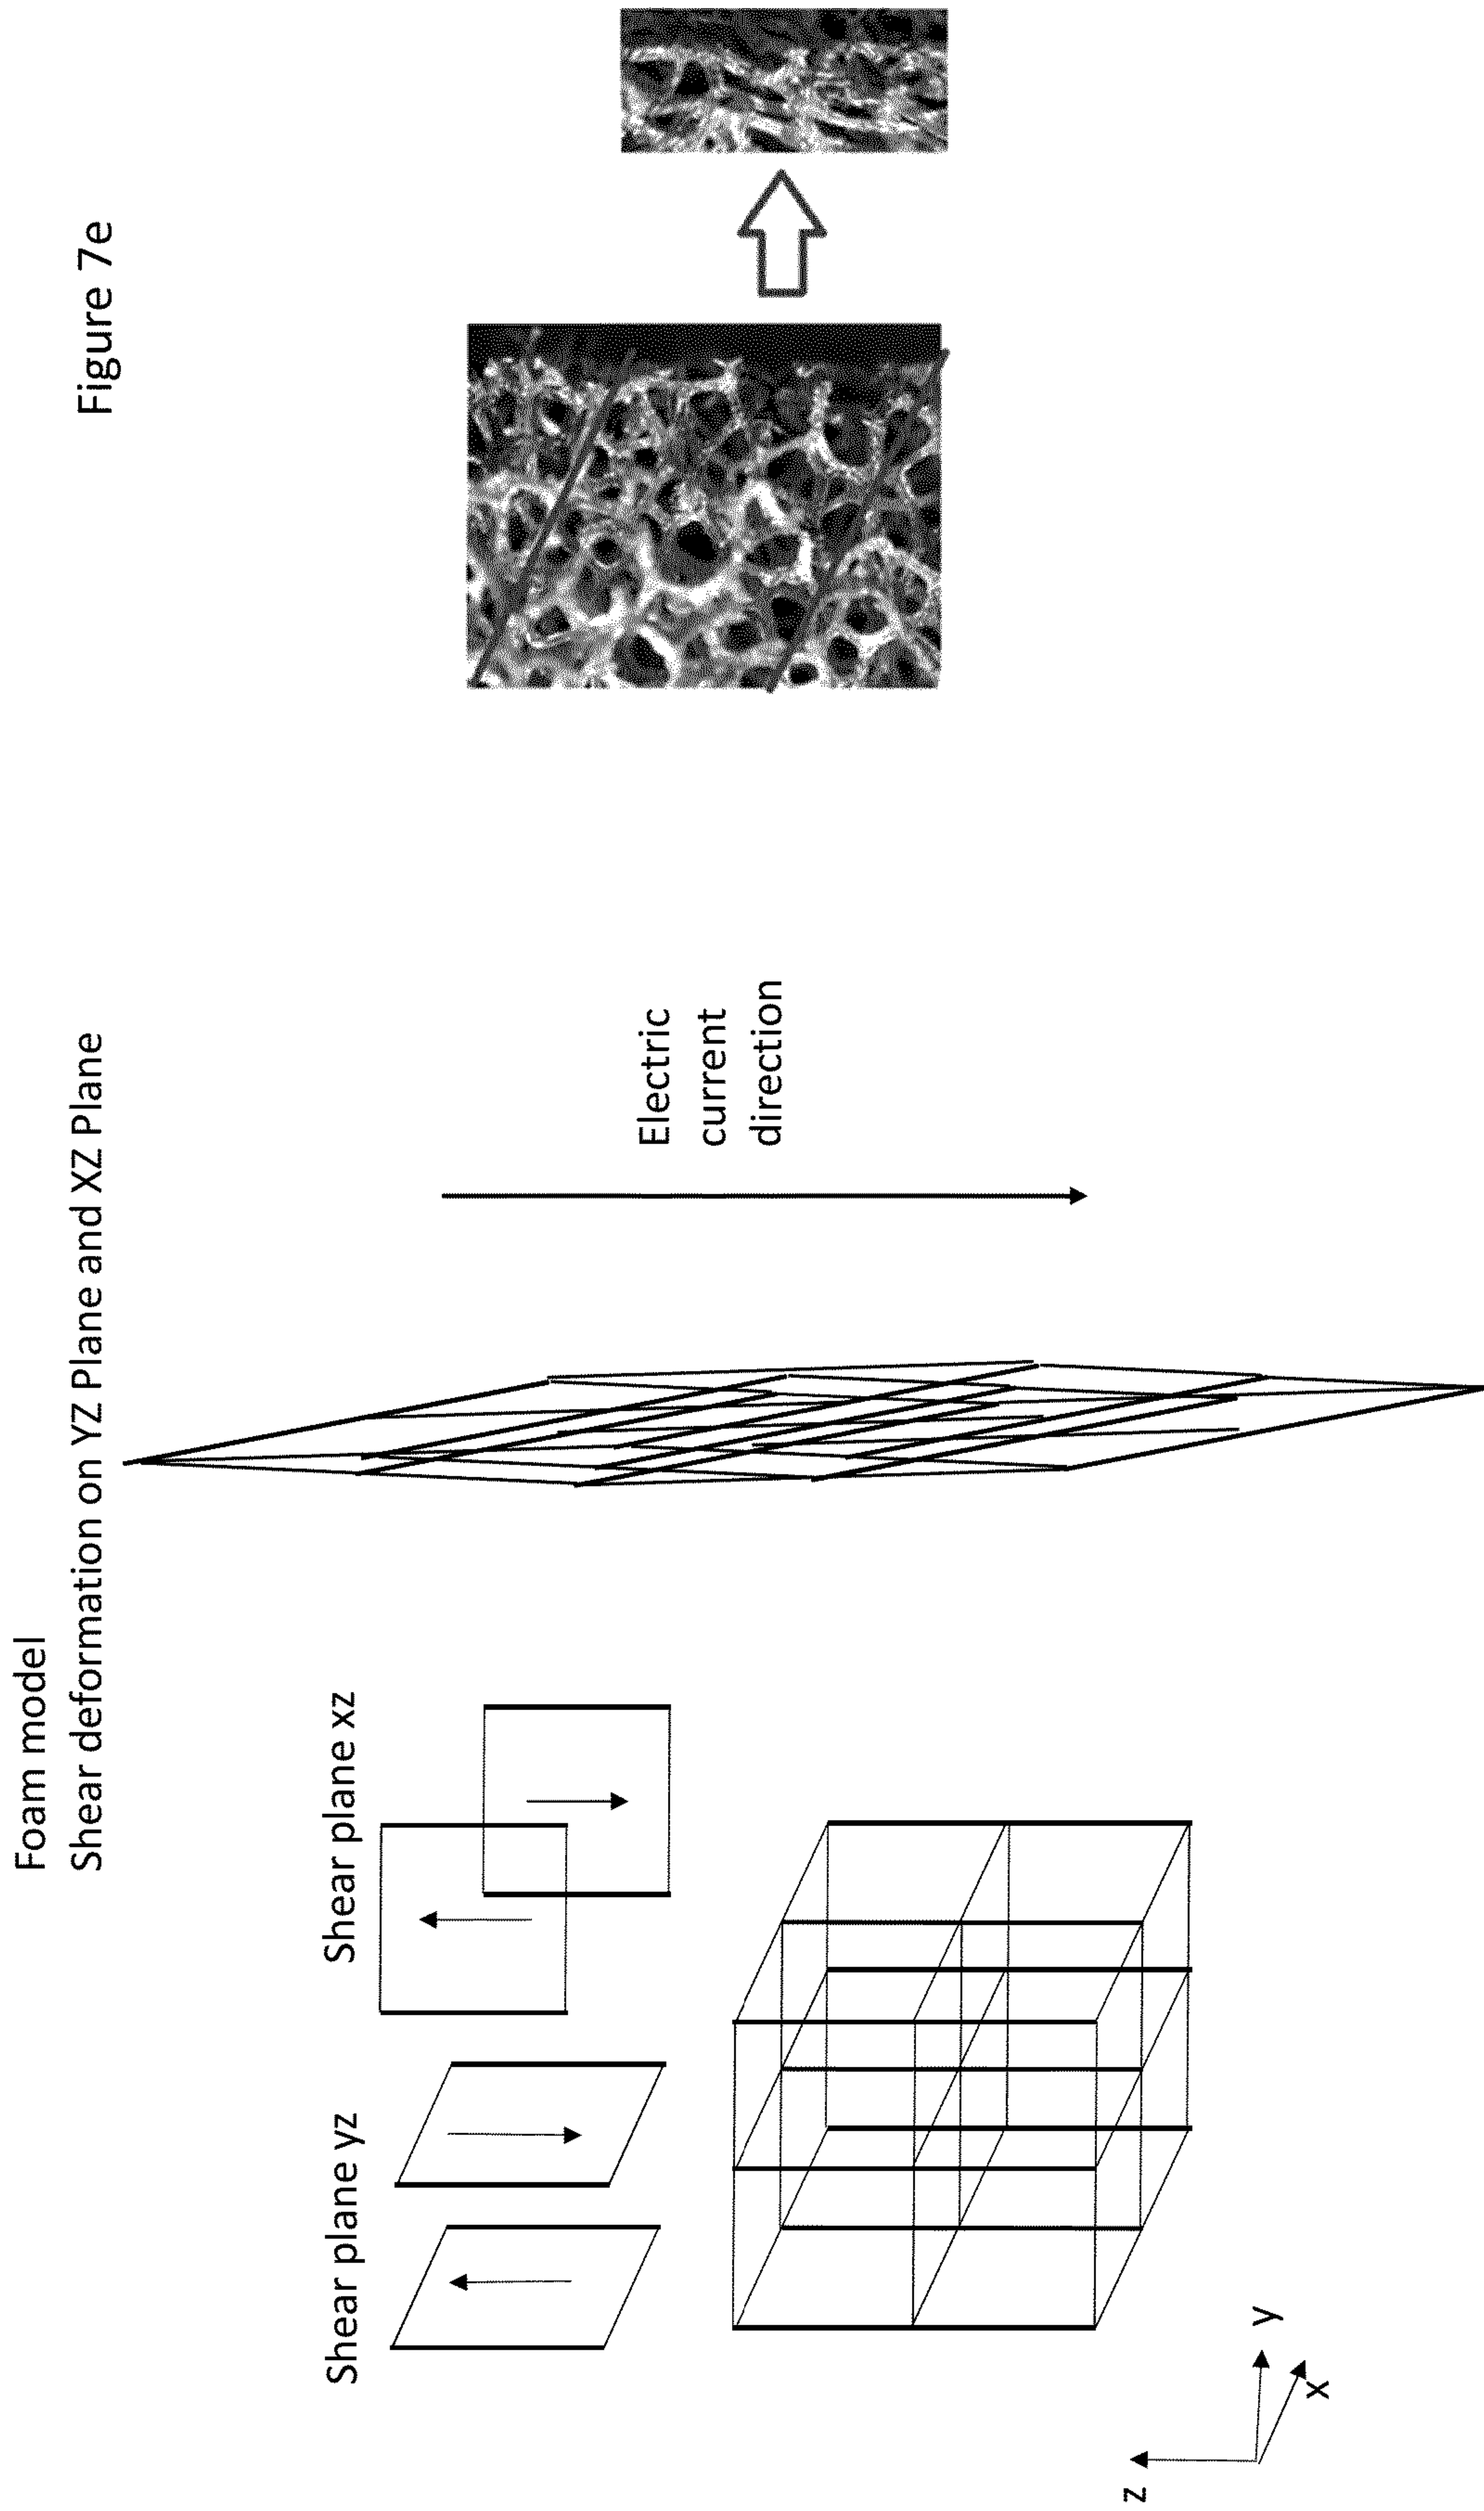 Figure 7e
Foam model
Shear deformation on YZ Plane and XZ Plane
Shear plane yz
Shear plane xz
Electric
current
direction
z
y
x